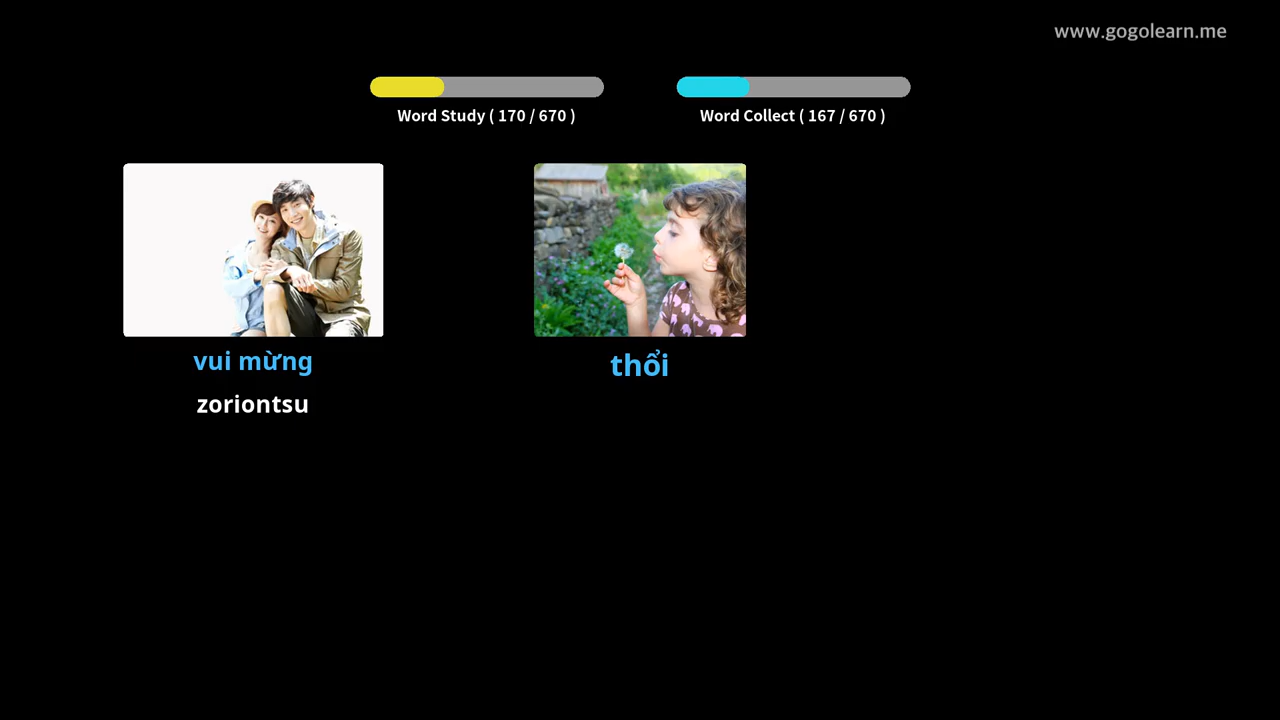 www.gogolearn.me
Word Study ( 170 / 670 )
Word Collect ( 167 / 670 )
vui mừng
zoriontsu
thổi